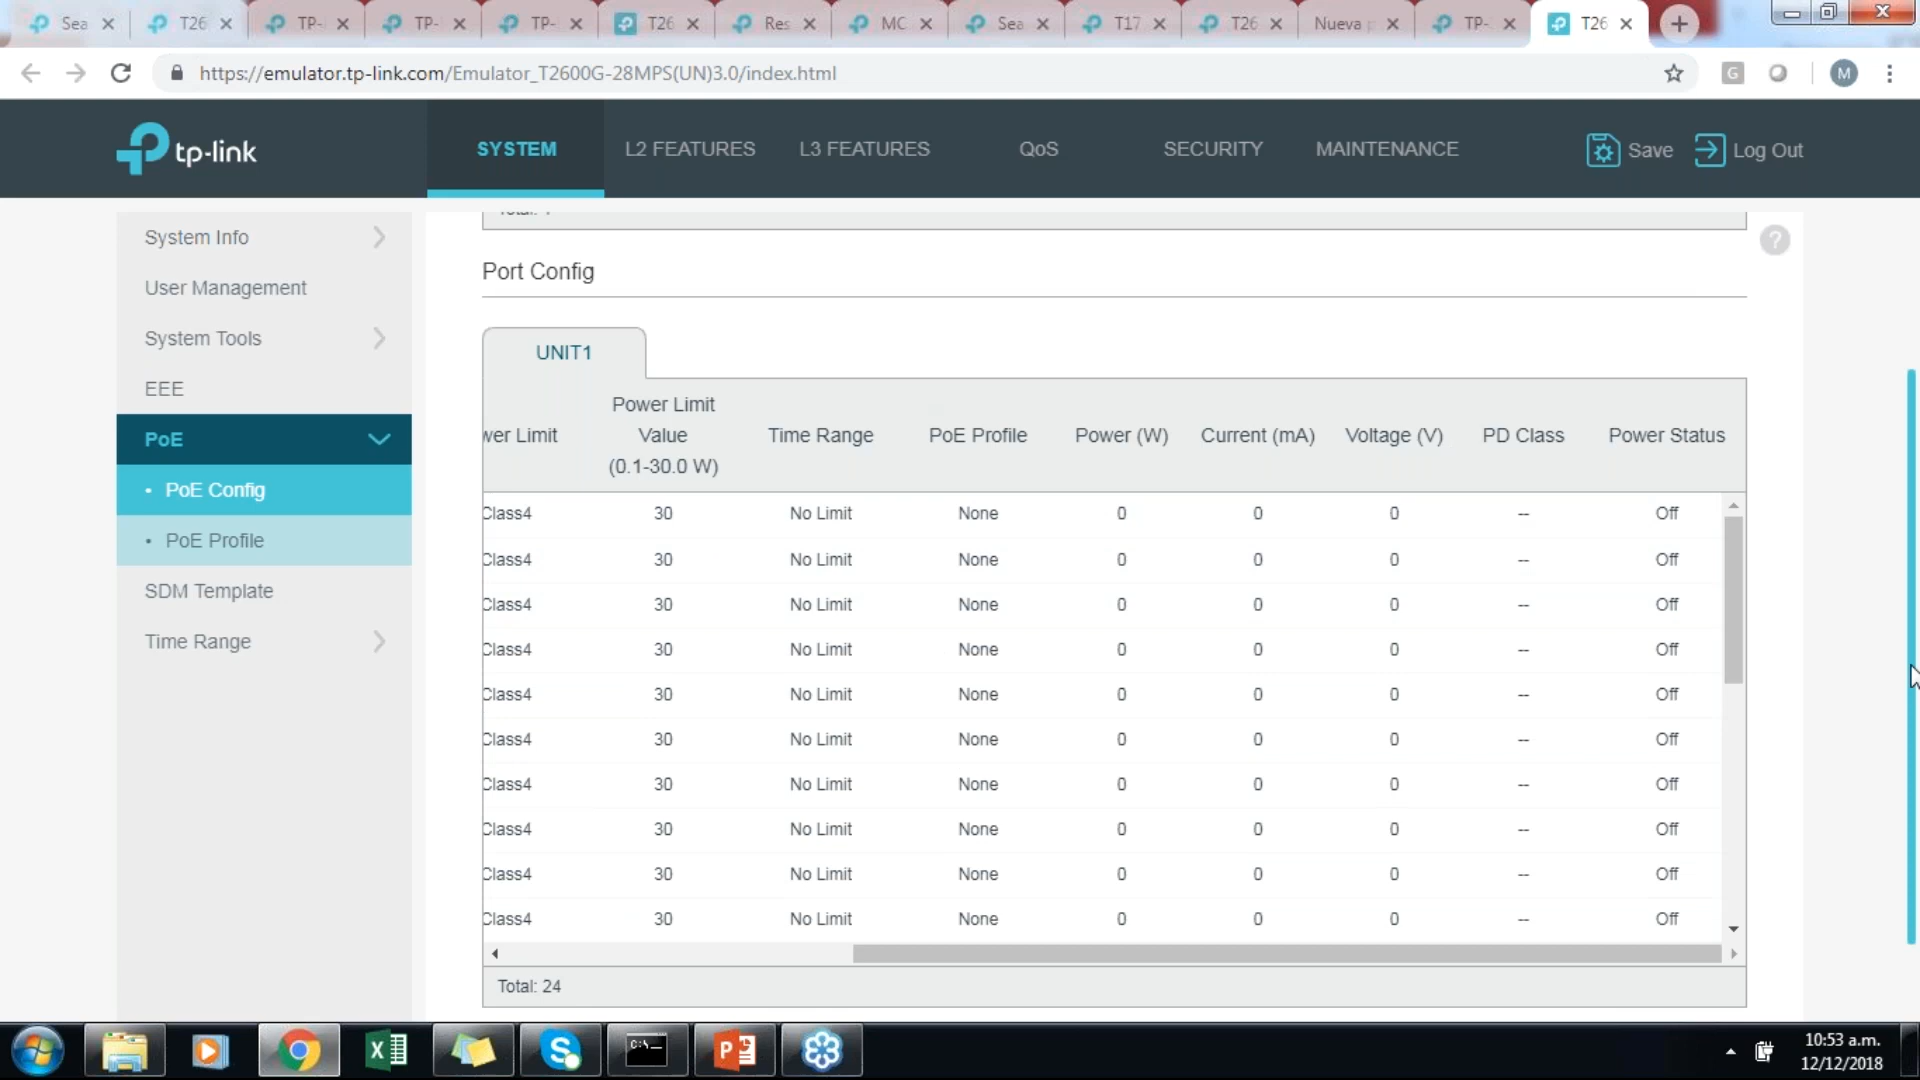 Sea
T26
TP-
TP-
TP-
T26
Res
MC
Sea
T17
T26
Nueva
TP-
T26
https://emulator.tp-link.com/Emulator_T2600G-28MPS(UN)3.0/index.html
G
M
tp-link
SYSTEM
L2 FEATURES
L3 FEATURES
QoS
SECURITY
MAINTENANCE
Save
Log Out
System Info
User Management
System Tools
EEE
PoE
• PoE Config
• PoE Profile
SDM Template
Time Range
?
Port Config
UNIT1
wer Limit Power Limit Value (0.1-30.0 W) Time Range PoE Profile Power (W) Current (mA) Voltage (V) PD Class Power Status
Class4 30 No Limit None 0 0 0 -- Off
Class4 30 No Limit None 0 0 0 -- Off
Class4 30 No Limit None 0 0 0 -- Off
Class4 30 No Limit None 0 0 0 -- Off
Class4 30 No Limit None 0 0 0 -- Off
Class4 30 No Limit None 0 0 0 -- Off
Class4 30 No Limit None 0 0 0 -- Off
Class4 30 No Limit None 0 0 0 -- Off
Class4 30 No Limit None 0 0 0 -- Off
Class4 30 No Limit None 0 0 0 -- Off
Total: 24
10:53 a.m.
12/12/2018